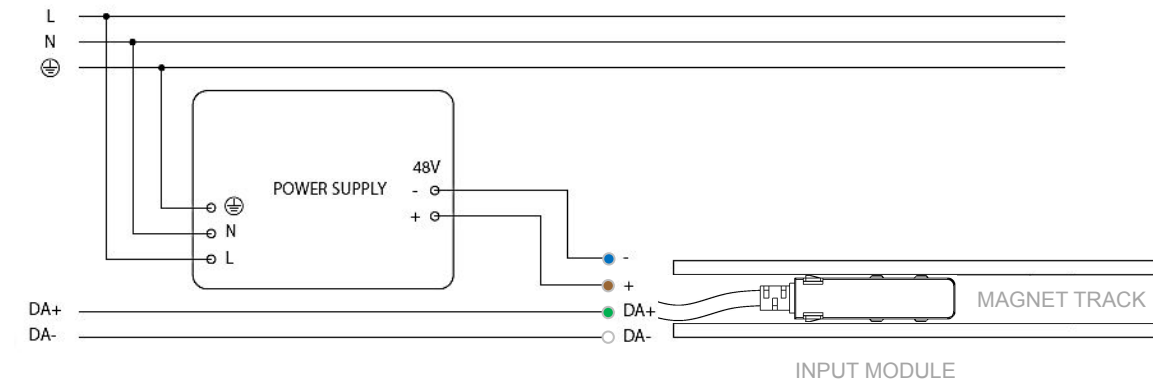 L
N
48V
POWER SUPPLY
-
+
N
L
-
+
DA+
DA+
DA-
DA-
MAGNET TRACK
INPUT MODULE